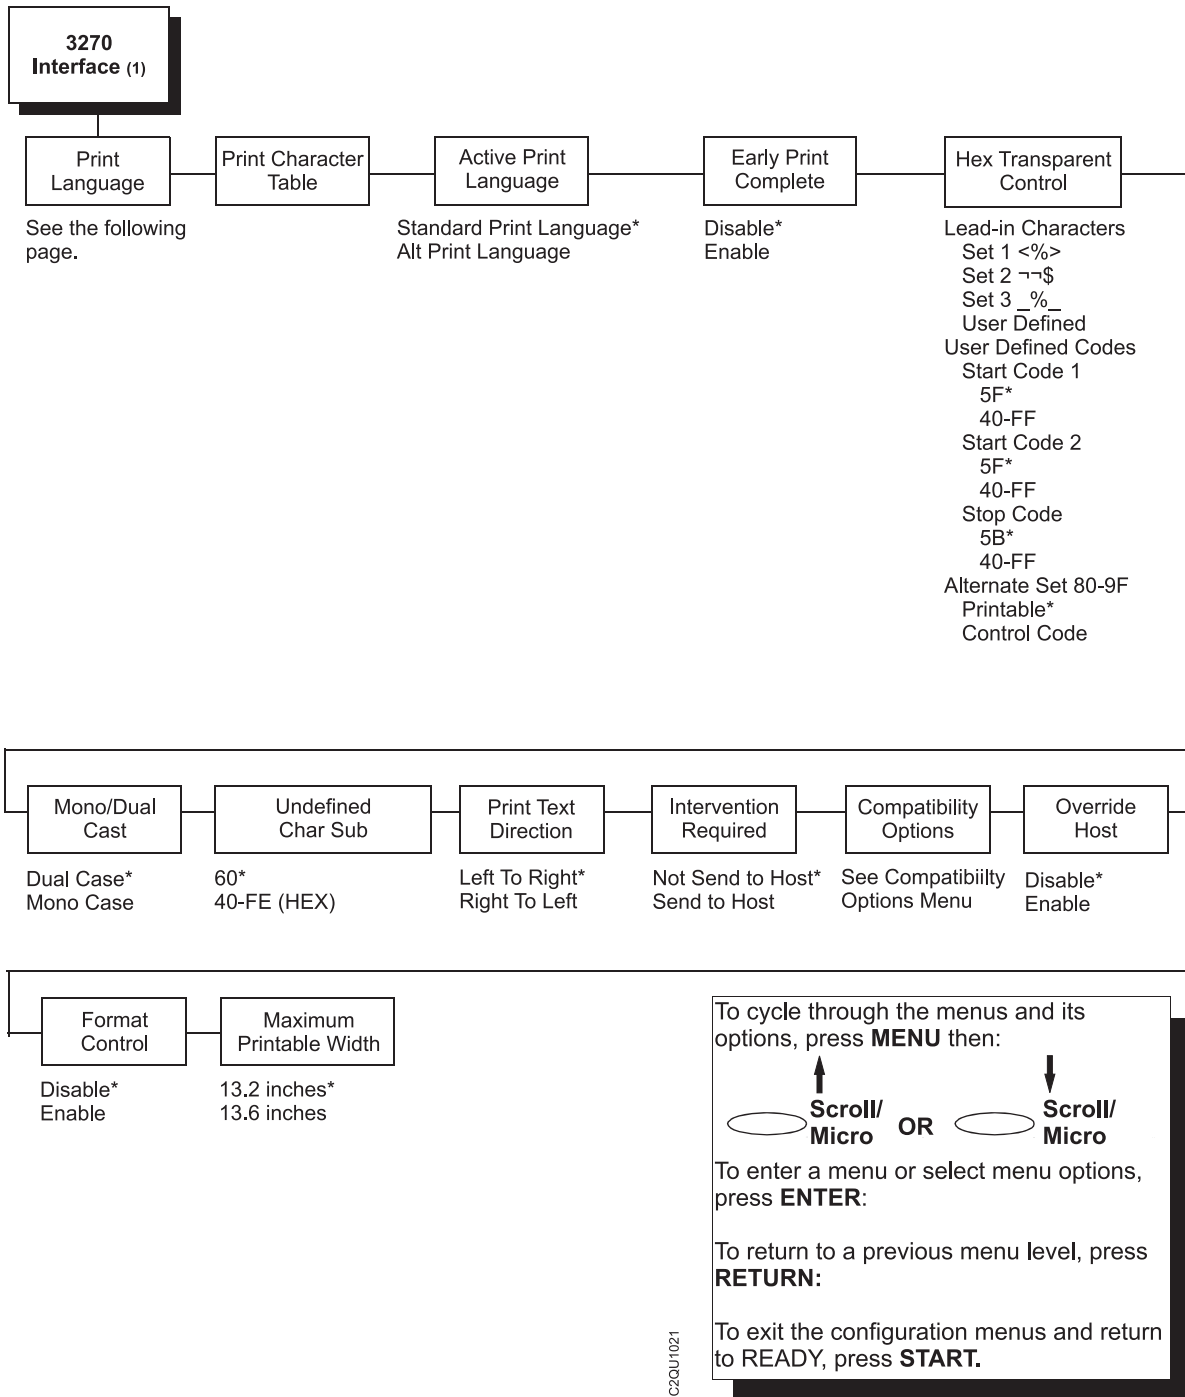 3270
Interface (1)
Print
Language
Print Character
Table
Active Print
Language
Early Print
Complete
Hex Transparent
Control
See the following
page.
Standard Print Language*
Alt Print Language
Disable*
Enable
Lead-in Characters
Set 1 <%>
Set 2 ¬¬$
Set 3 _%_
User Defined
User Defined Codes
Start Code 1
5F*
40-FF
Start Code 2
5F*
40-FF
Stop Code
5B*
40-FF
Alternate Set 80-9F
Printable*
Control Code
Mono/Dual
Cast
Undefined
Char Sub
Print Text
Direction
Intervention
Required
Compatibility
Options
Override
Host
Dual Case*
Mono Case
60*
40-FE (HEX)
Left To Right*
Right To Left
Not Send to Host*
Send to Host
See Compatibiilty
Options Menu
Disable*
Enable
Format
Control
Maximum
Printable Width
Disable*
Enable
13.2 inches*
13.6 inches
To cycle through the menus and its
options, press MENU then:
Scroll/
Micro
OR
Scroll/
Micro
To enter a menu or select menu options,
press ENTER:
To return to a previous menu level, press
RETURN:
To exit the configuration menus and return
to READY, press START.
C2QU1021